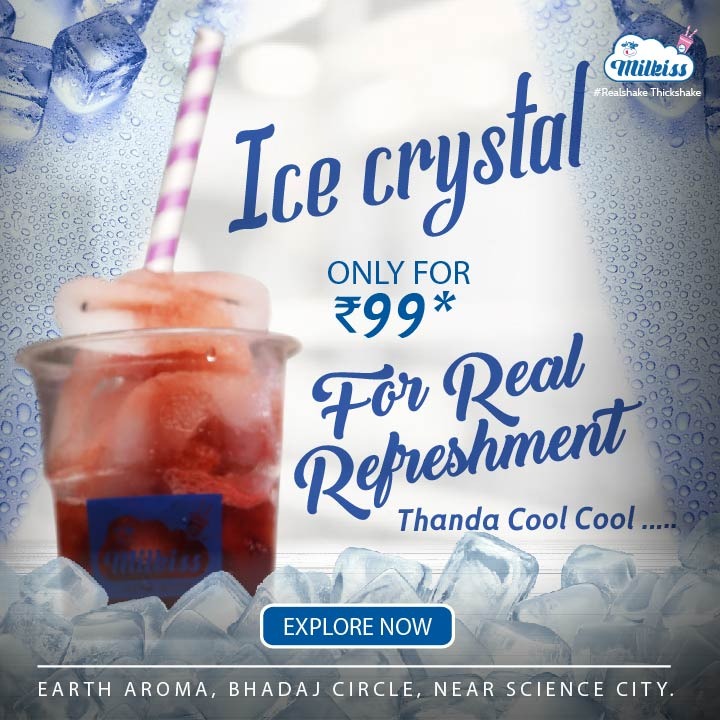 Milkiss
#Realshake Thickshake
Ice crystal
ONLY FOR
₹99*
For Real
Refreshment
Thanda Cool Cool .....
Milkiss
EXPLORE NOW
EARTH AROMA, BHADAJ CIRCLE, NEAR SCIENCE CITY.